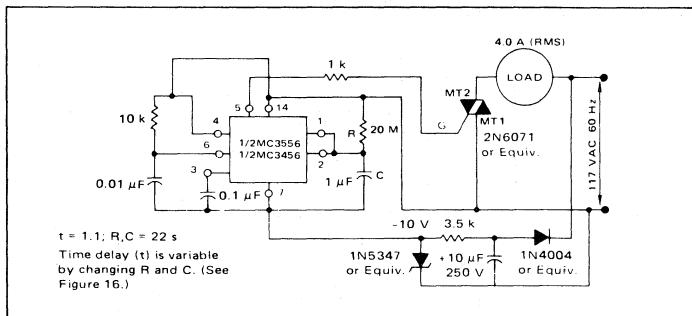 4.0 A (RMS)
LOAD
1 k
MT2
MT1
G
2N6071
or Equiv.
117 VAC 60 Hz
5
14
10 k
4
1
R
20 M
1/2MC3556
1/2MC3456
6
2
3
7
0.01 µF
0.1 µF
1 µF
C
-10 V
3.5 k
1N5347
or Equiv.
+10 µF
250 V
1N4004
or Equiv.
t = 1.1; R,C = 22 s
Time delay (t) is variable
by changing R and C. (See
Figure 16.)